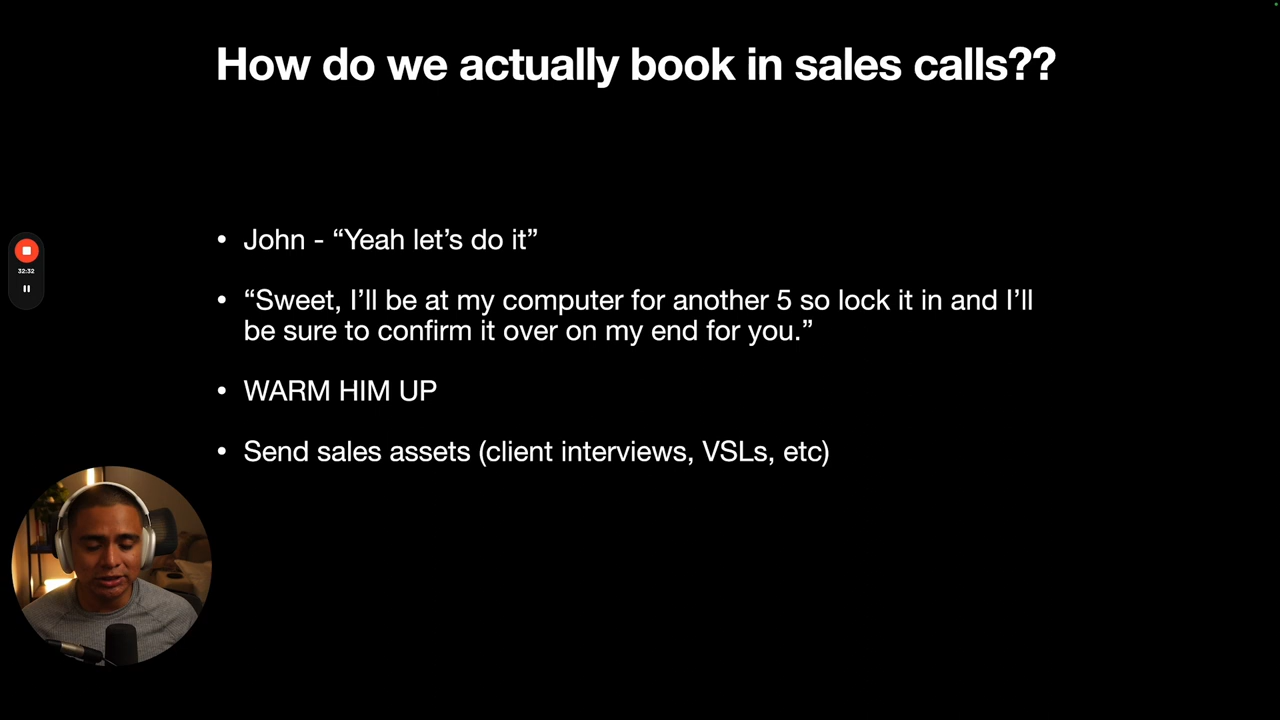 How do we actually book in sales calls??
• John - “Yeah let’s do it”
• “Sweet, I’ll be at my computer for another 5 so lock it in and I’ll
be sure to confirm it over on my end for you.”
32:32
• WARM HIM UP
• Send sales assets (client interviews, VSLs, etc)